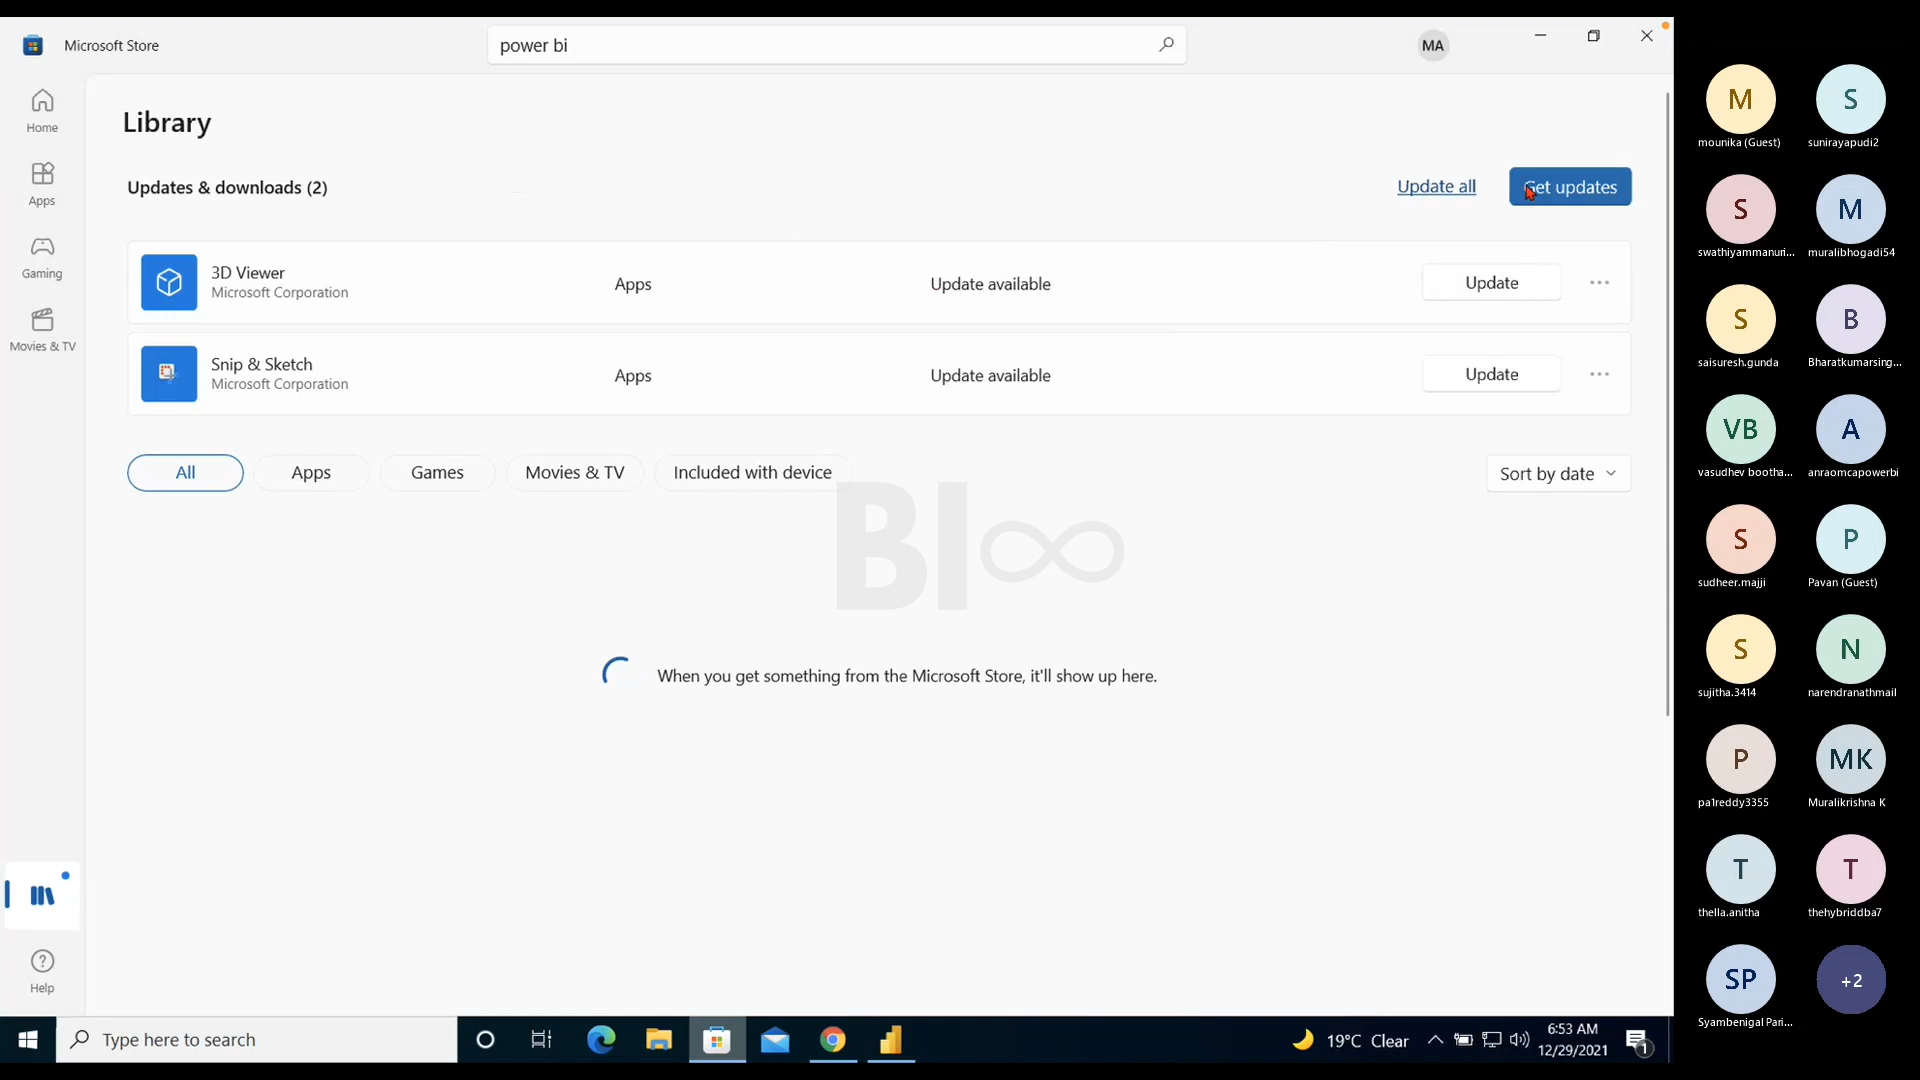 Microsoft Store
power bi
MA
Home
Apps
Gaming
Movies & TV
Help
Library
Updates & downloads (2)
Update all
Get updates
3D Viewer
Microsoft Corporation
Apps
Update available
Update
Snip & Sketch
Microsoft Corporation
Apps
Update available
Update
All
Apps
Games
Movies & TV
Included with device
Sort by date
BI
When you get something from the Microsoft Store, it'll show up here.
Type here to search
19°C Clear
6:53 AM
12/29/2021
1
M
mounika (Guest)
S
sunirayapudi2
S
swathiyammanuri...
M
muralibhogadi54
S
saisuresh.gunda
B
Bharatkumarsing...
VB
vasudhev bootha...
A
anraomcapowerbi
S
sudheer.majji
P
Pavan (Guest)
S
sujitha.3414
N
narendranathmail
P
pa1reddy3355
MK
Muralikrishna K
T
thella.anitha
T
thehybriddba7
SP
Syambenigal Pari...
+2